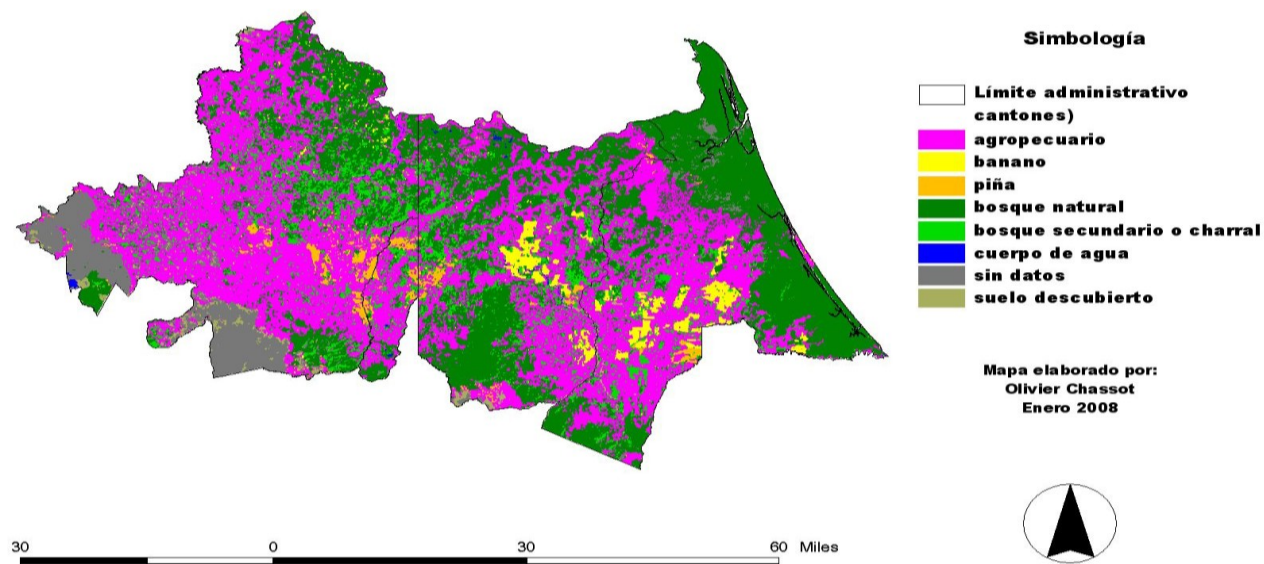 Simbología
Límite administrativo
cantones)
agropecuario
banano
piña
bosque natural
bosque secundario o charral
cuerpo de agua
sin datos
suelo descubierto
Mapa elaborado por:
Olivier Chassot
Enero 2008
30 0 30 60 Miles